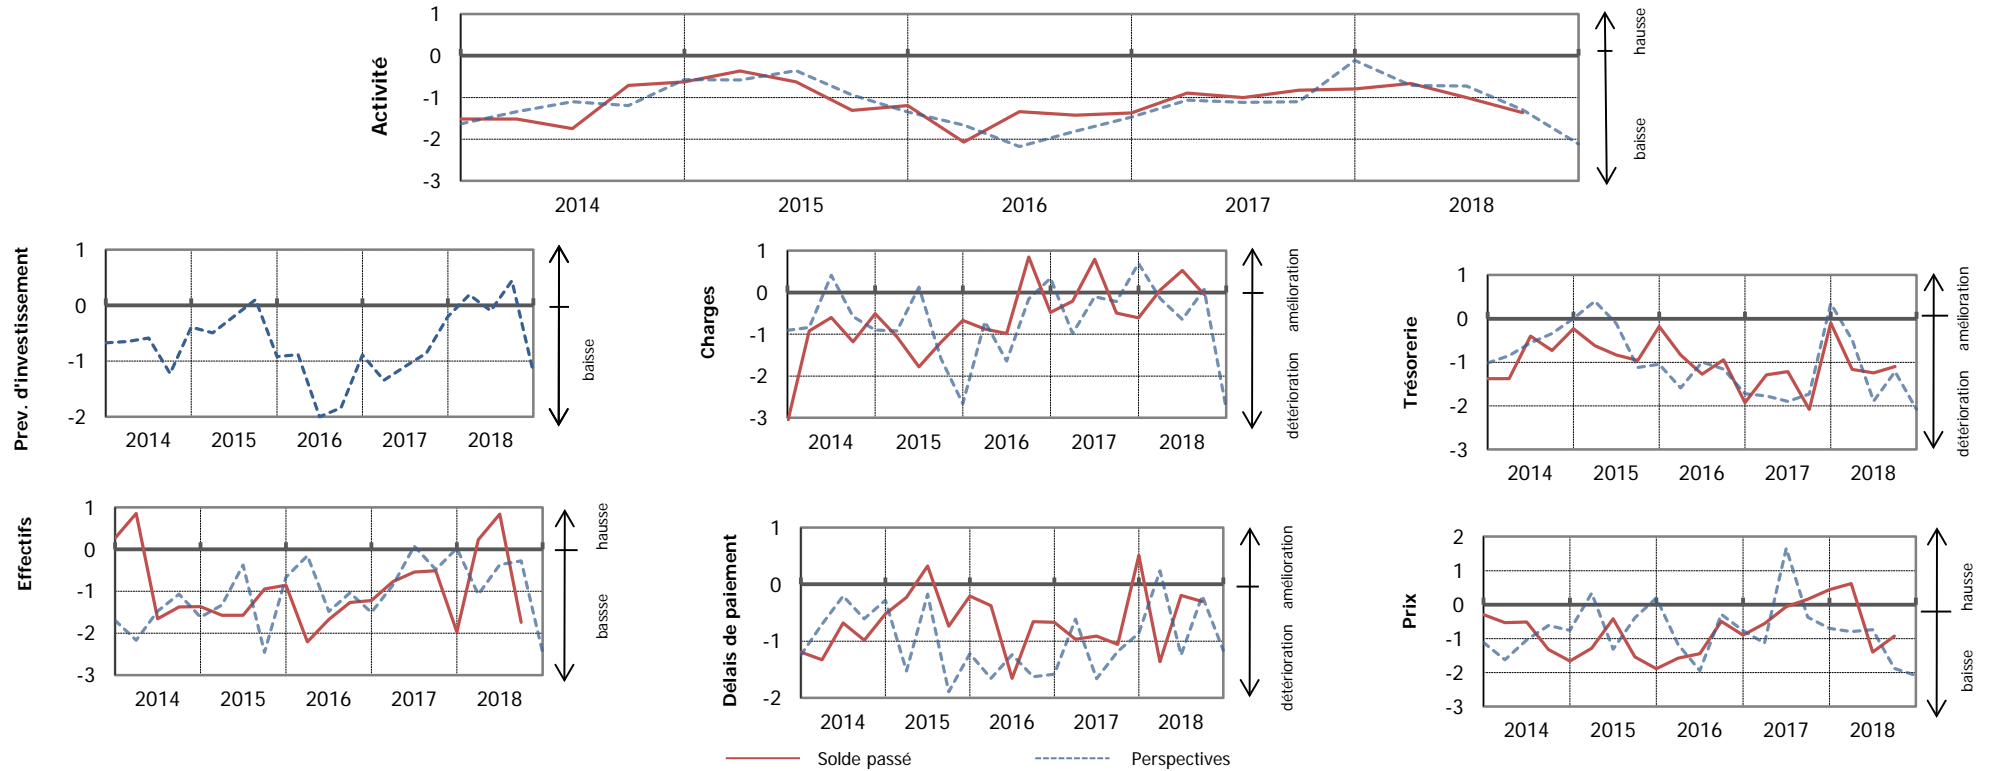 Activité
1
0
-1
-2
-3
2014 2015 2016 2017 2018
hausse
baisse
Prev. d'investissement
1
0
-1
-2
2014 2015 2016 2017 2018
baisse
Charges
1
0
-1
-2
-3
2014 2015 2016 2017 2018
amélioration
détérioration
Trésorerie
1
0
-1
-2
-3
2014 2015 2016 2017 2018
amélioration
détérioration
Effectifs
1
0
-1
-2
-3
2014 2015 2016 2017 2018
hausse
basse
Délais de paiement
1
0
-1
-2
2014 2015 2016 2017 2018
amélioration
détérioration
Prix
2
1
0
-1
-2
-3
2014 2015 2016 2017 2018
hausse
baisse
Solde passé Perspectives